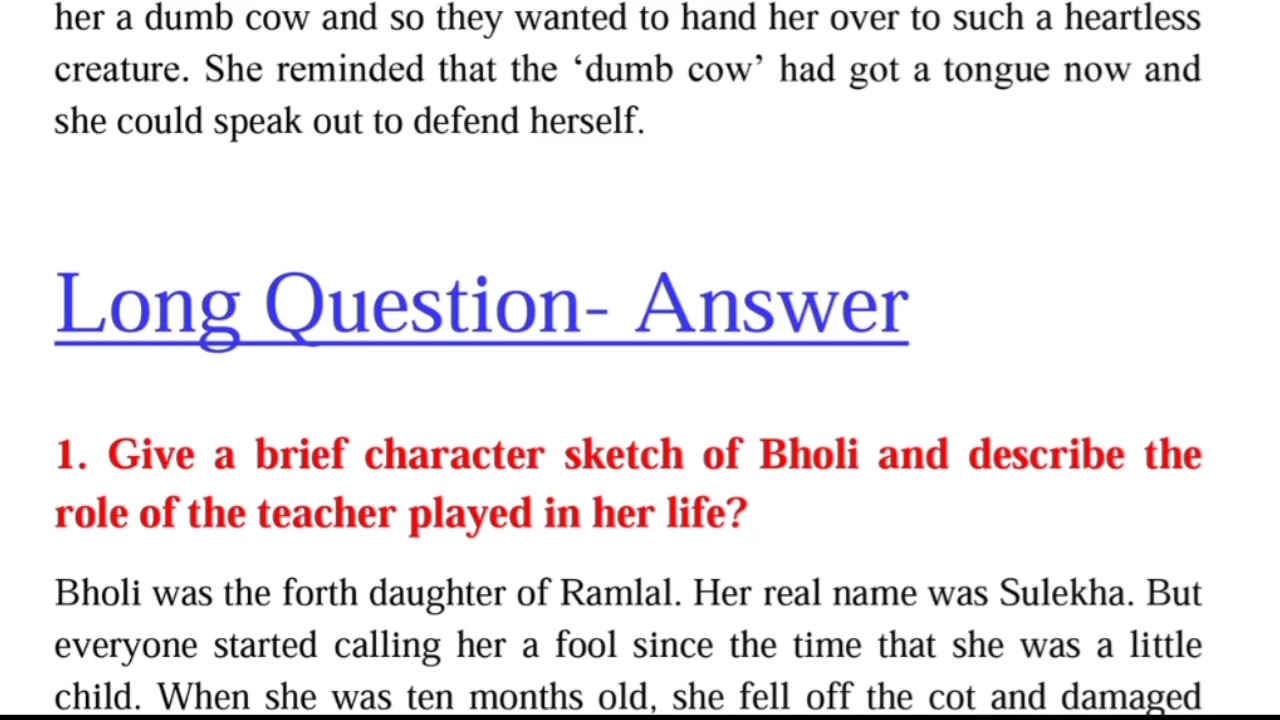 her a dumb cow and so they wanted to hand her over to such a heartless
creature. She reminded that the ‘dumb cow’ had got a tongue now and
she could speak out to defend herself.
Long Question- Answer
1. Give a brief character sketch of Bholi and describe the
role of the teacher played in her life?
Bholi was the forth daughter of Ramlal. Her real name was Sulekha. But
everyone started calling her a fool since the time that she was a little
child. When she was ten months old, she fell off the cot and damaged